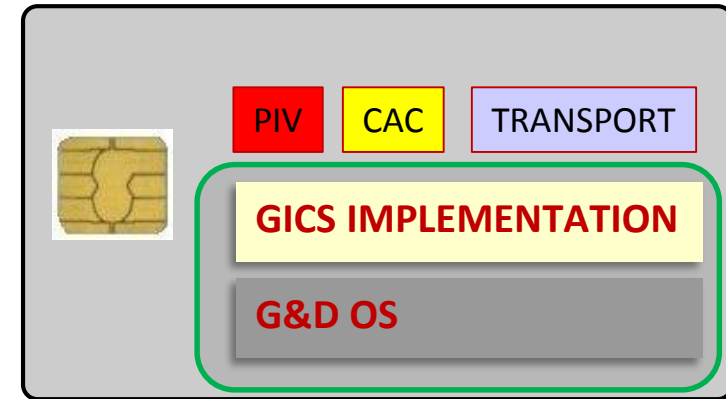 PIV CAC TRANSPORT
GICS IMPLEMENTATION
G&D OS